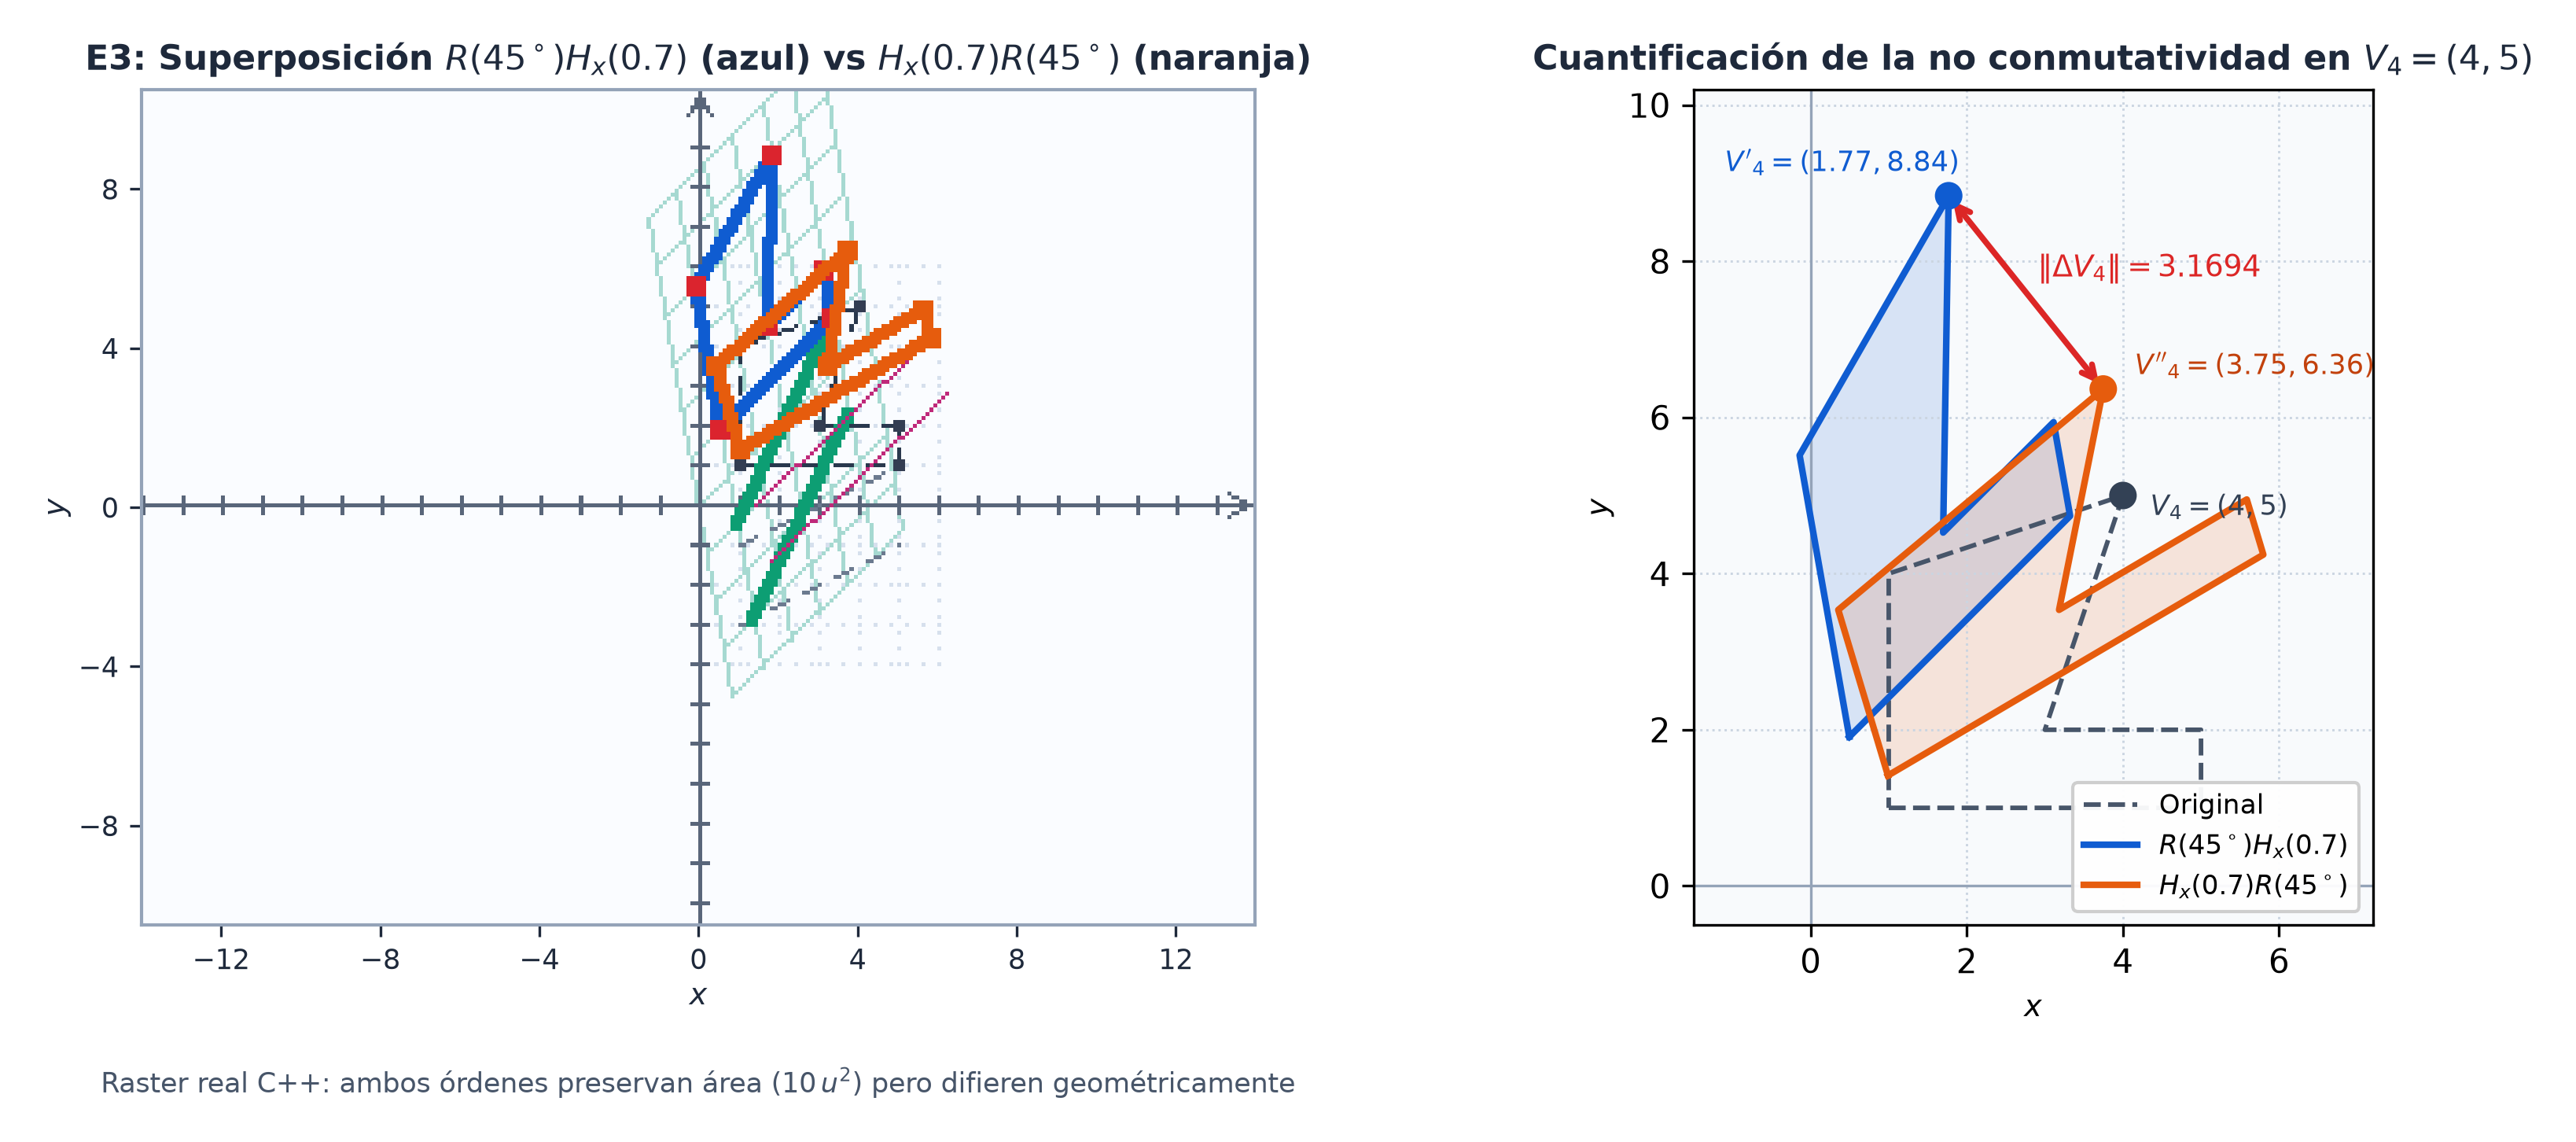 E3: Superposición R(45°)Hₓ(0.7) (azul) vs Hₓ(0.7)R(45°) (naranja)
8
4
0
−4
−8
y
−12 −8 −4 0 4 8 12
x
Raster real C++: ambos órdenes preservan área (10 u²) pero difieren geométricamente
Cuantificación de la no conmutatividad en V₄ = (4, 5)
10
8
6
4
2
0
y
V′₄ = (1.77, 8.84)
‖ΔV₄‖ = 3.1694
V″₄ = (3.75, 6.36)
V₄ = (4, 5)
Original
R(45°)Hₓ(0.7)
Hₓ(0.7)R(45°)
0 2 4 6
x